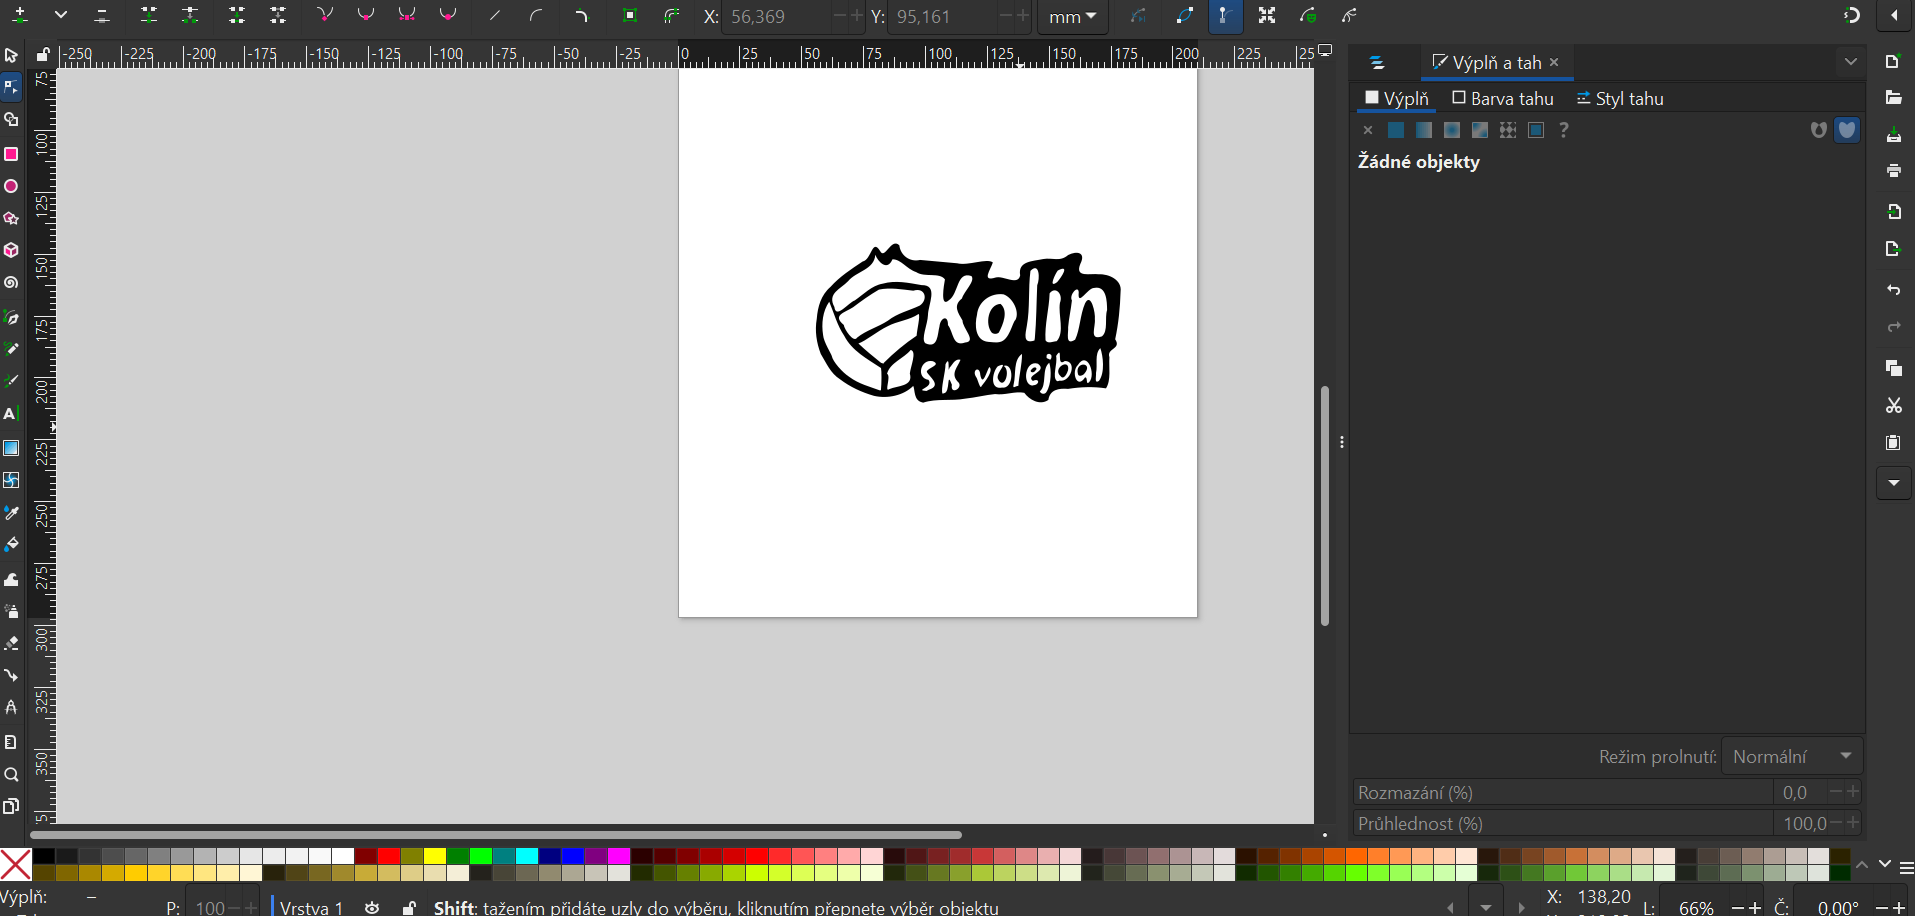 X: 56,369 Y: 95,161 mm
-250 -225 -200 -175 -150 -125 -100 -75 -50 -25 0 25 50 75 100 125 150 175 200 225 25
75
100
125
150
175
200
225
250
275
300
325
350
Výplň a tah ×
Výplň Barva tahu Styl tahu
?
Žádné objekty
Kolín
SK volejbal
Režim prolnutí: Normální
Rozmazání (%) 0,0
Průhlednost (%) 100,0
Výplň: –
P: 100 Vrstva 1 Shift: tažením přidáte uzly do výběru, kliknutím přepnete výběr objektu
X: 138,20
L: 66% Č: 0,00°